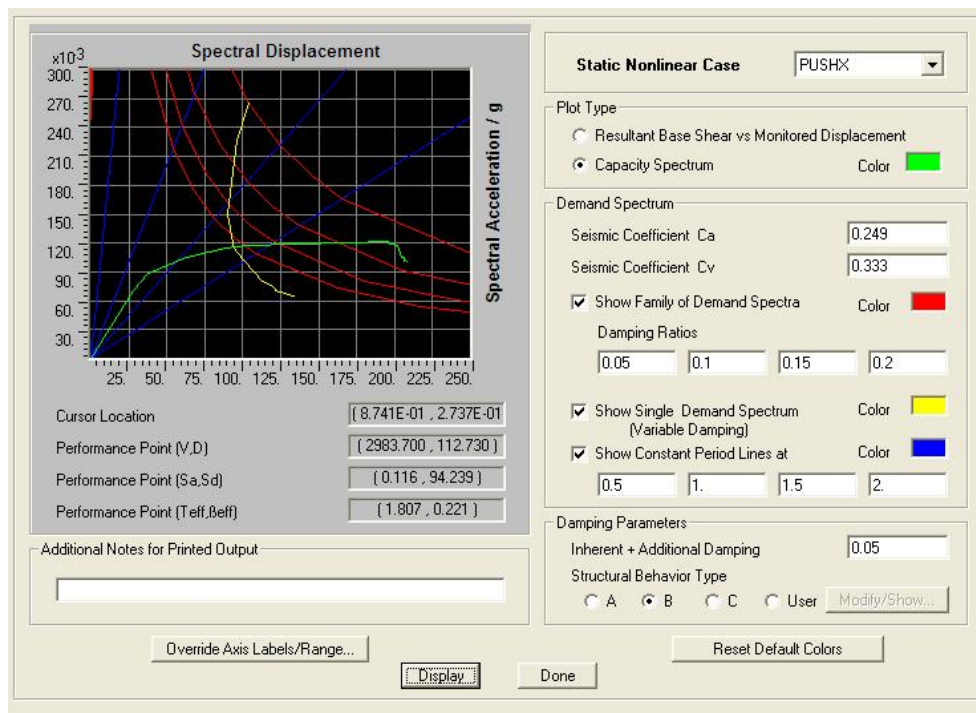 Spectral Displacement
x10³
300.
270.
240.
210.
180.
150.
120.
90.
60.
30.
25. 50. 75. 100. 125. 150. 175. 200. 225. 250.
Spectral Acceleration / g
Cursor Location
( 8.741E-01 , 2.737E-01
Performance Point (V,D)
( 2983.700 , 112.730 )
Performance Point (Sa,Sd)
( 0.116 , 94.239 )
Performance Point (Teff,βeff)
( 1.807 , 0.221 )
Additional Notes for Printed Output
Override Axis Labels/Range...
Static Nonlinear Case
PUSHX
Plot Type
Resultant Base Shear vs Monitored Displacement
Capacity Spectrum
Color
Demand Spectrum
Seismic Coefficient Ca
0.249
Seismic Coefficient Cv
0.333
Show Family of Demand Spectra
Color
Damping Ratios
0.05 0.1 0.15 0.2
Show Single Demand Spectrum
Color
(Variable Damping)
Show Constant Period Lines at
Color
0.5 1. 1.5 2.
Damping Parameters
Inherent + Additional Damping
0.05
Structural Behavior Type
A B C User Modify/Show...
Reset Default Colors
Display Done